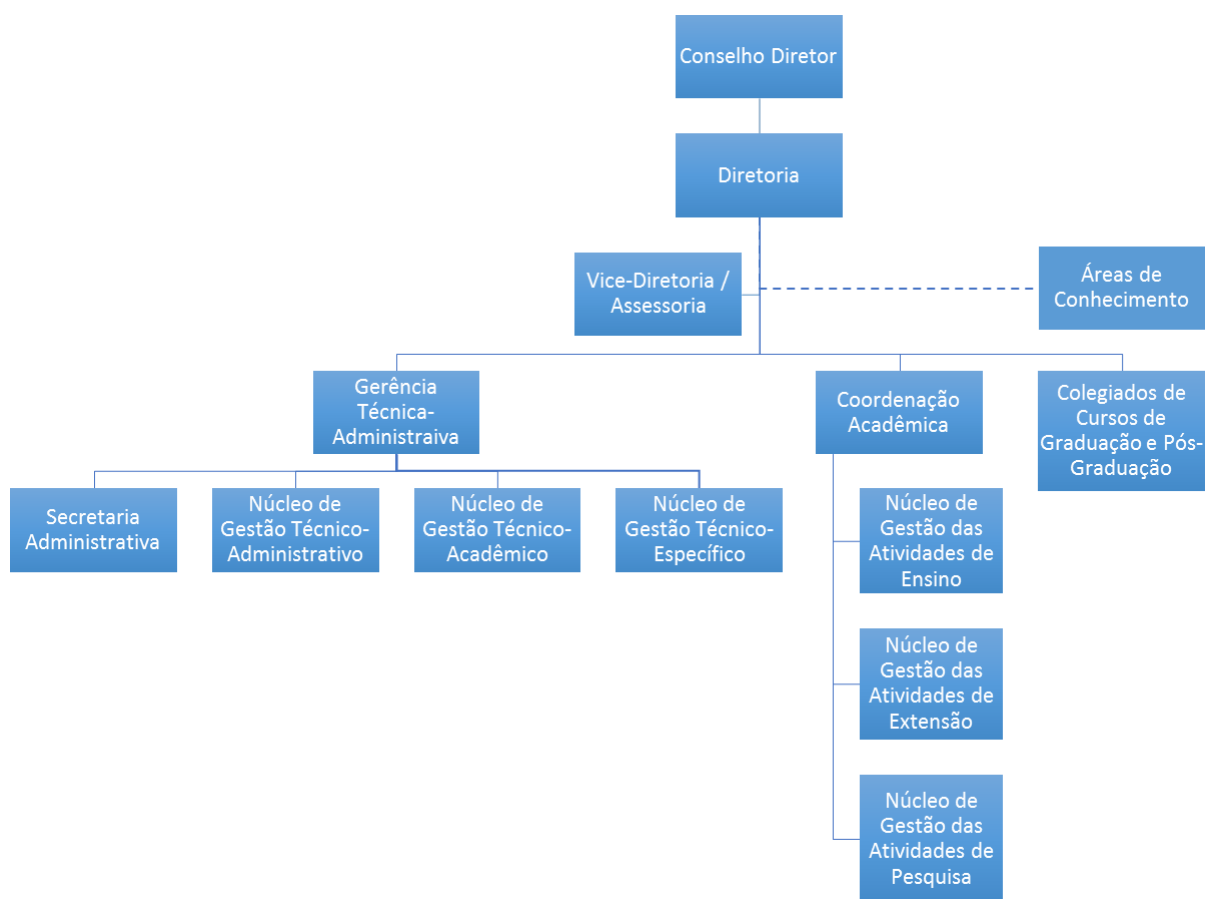 Conselho Diretor
Diretoria
Vice-Diretoria /
Assessoria
Áreas de
Conhecimento
Gerência
Técnica-
Administraiva
Coordenação
Acadêmica
Colegiados de
Cursos de
Graduação e Pós-
Graduação
Secretaria
Administrativa
Núcleo de
Gestão Técnico-
Administrativo
Núcleo de
Gestão Técnico-
Acadêmico
Núcleo de
Gestão Técnico-
Específico
Núcleo de
Gestão das
Atividades de
Ensino
Núcleo de
Gestão das
Atividades de
Extensão
Núcleo de
Gestão das
Atividades de
Pesquisa